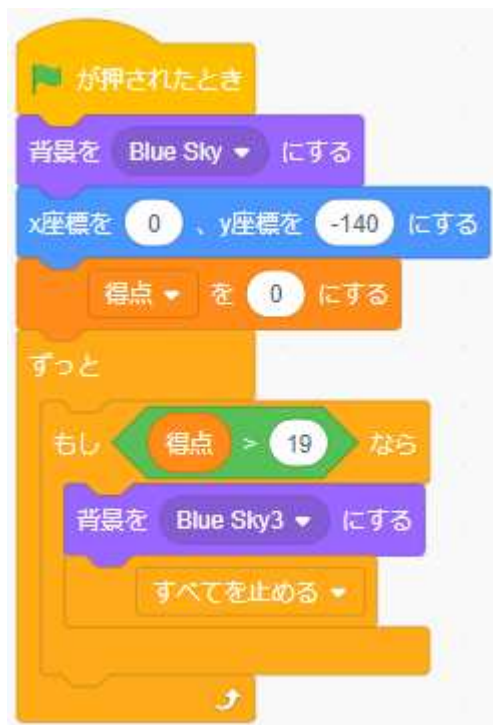 が押されたとき
背景を Blue Sky にする
x座標を 0 、y座標を -140 にする
得点 を 0 にする
ずっと
もし 得点 > 19 なら
背景を Blue Sky3 にする
すべてを止める